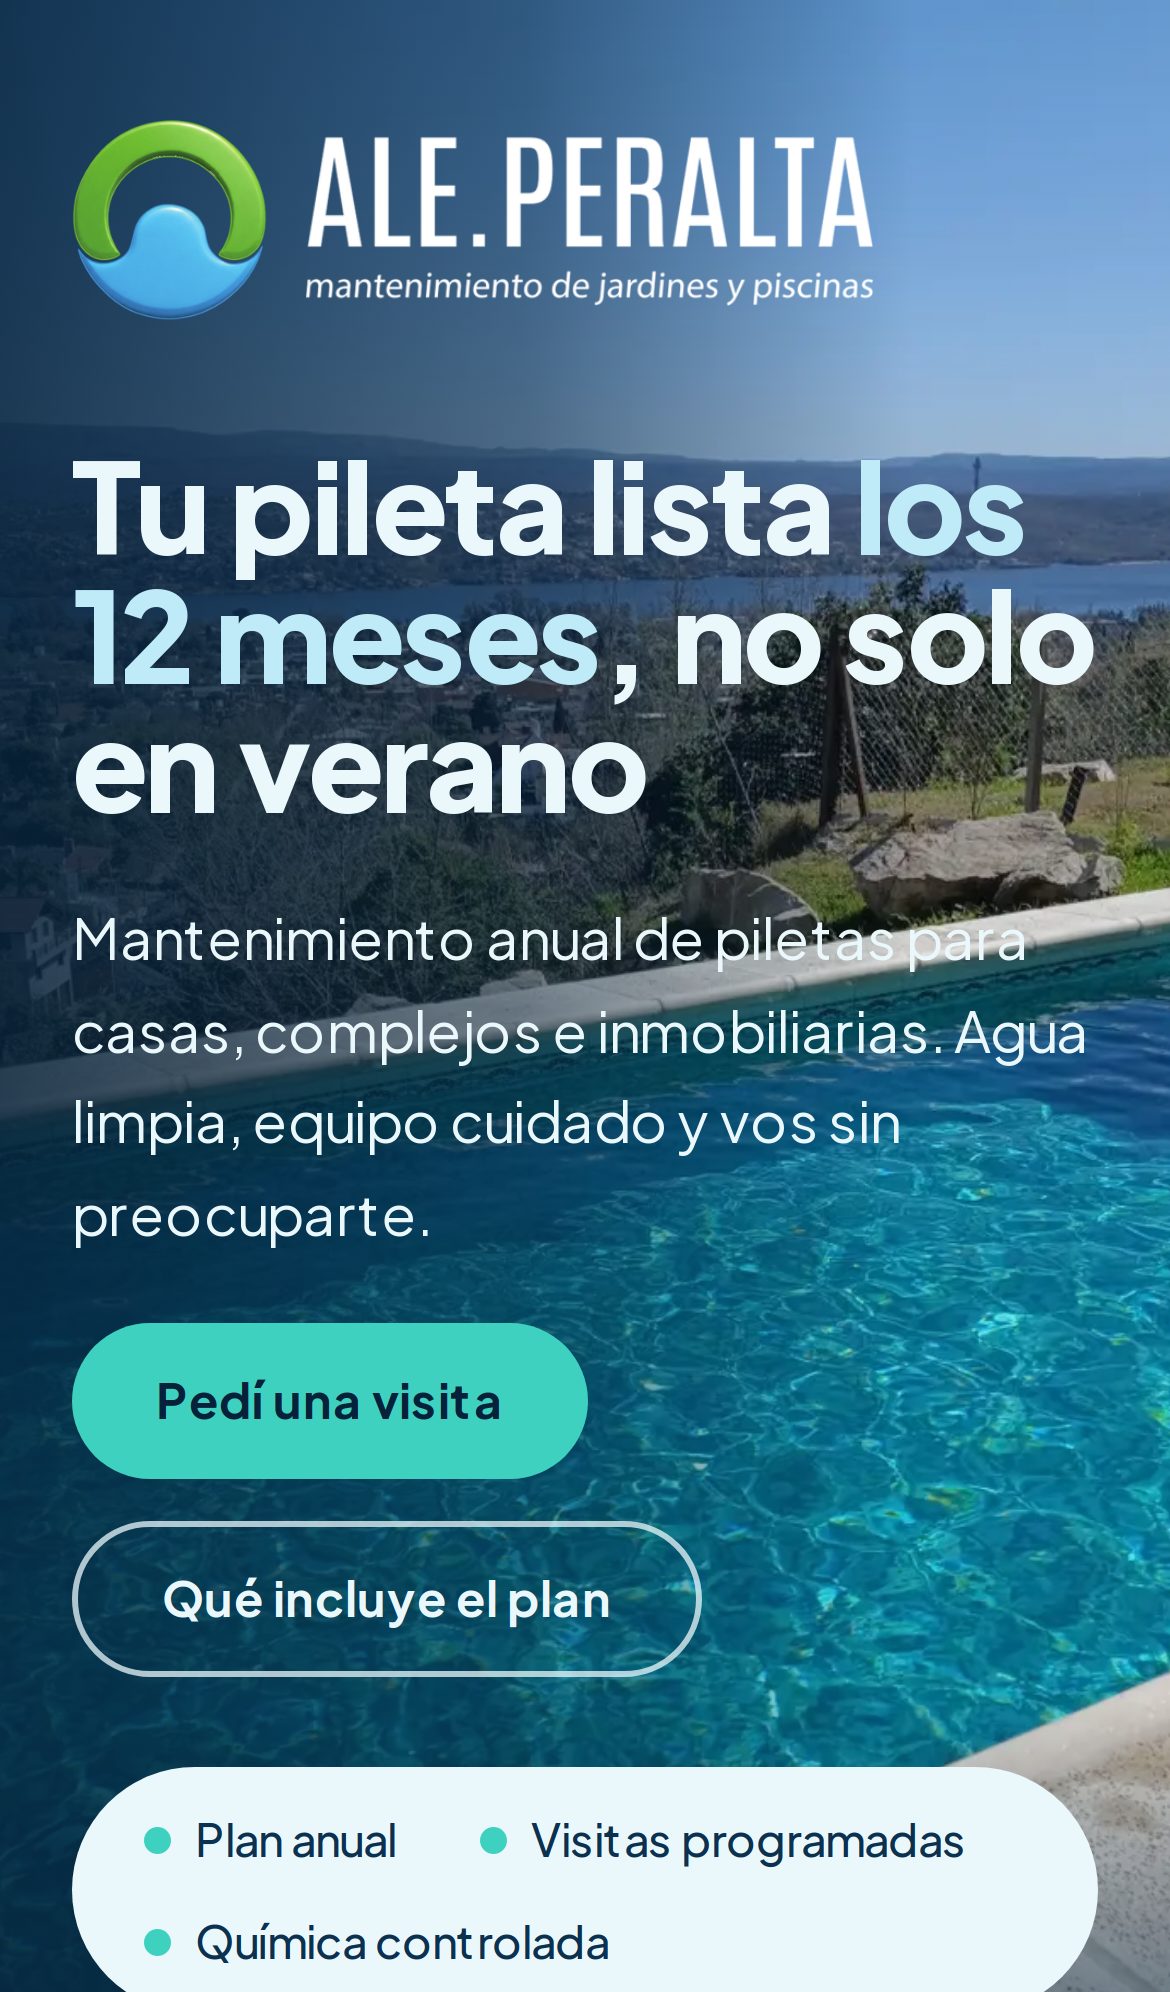 ALE.PERALTA
mantenimiento de jardines y piscinas
Tu pileta lista los
12 meses, no solo
en verano
Mantenimiento anual de piletas para
casas, complejos e inmobiliarias. Agua
limpia, equipo cuidado y vos sin
preocuparte.
Pedí una visita
Qué incluye el plan
Plan anual
Visitas programadas
Química controlada